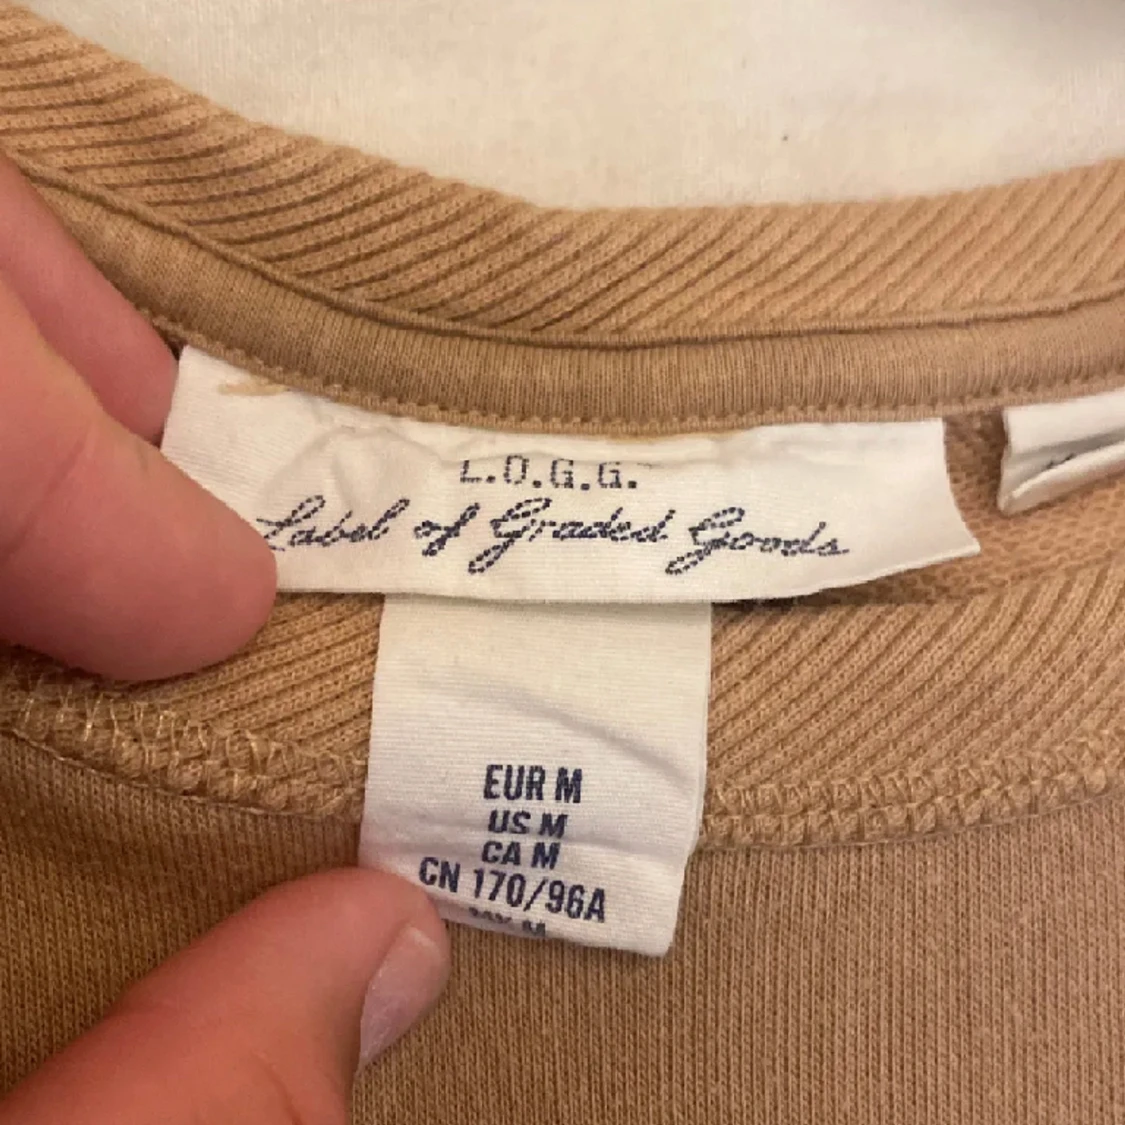 L.O.G.G.
Label of Graded Goods
EUR M
US M
CA M
CN 170/96A